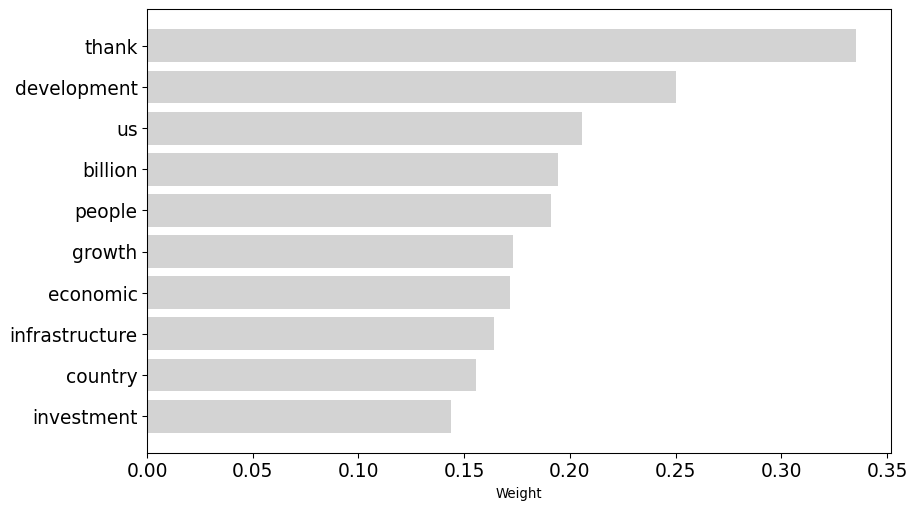 thank
development
us
billion
people
growth
economic
infrastructure
country
investment
0.00 0.05 0.10 0.15 0.20 0.25 0.30 0.35
Weight